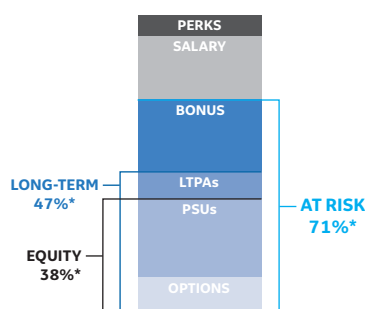 PERKS
SALARY
BONUS
LONG-TERM
47%*
LTPAs
PSUs
AT RISK
71%*
EQUITY
38%*
OPTIONS